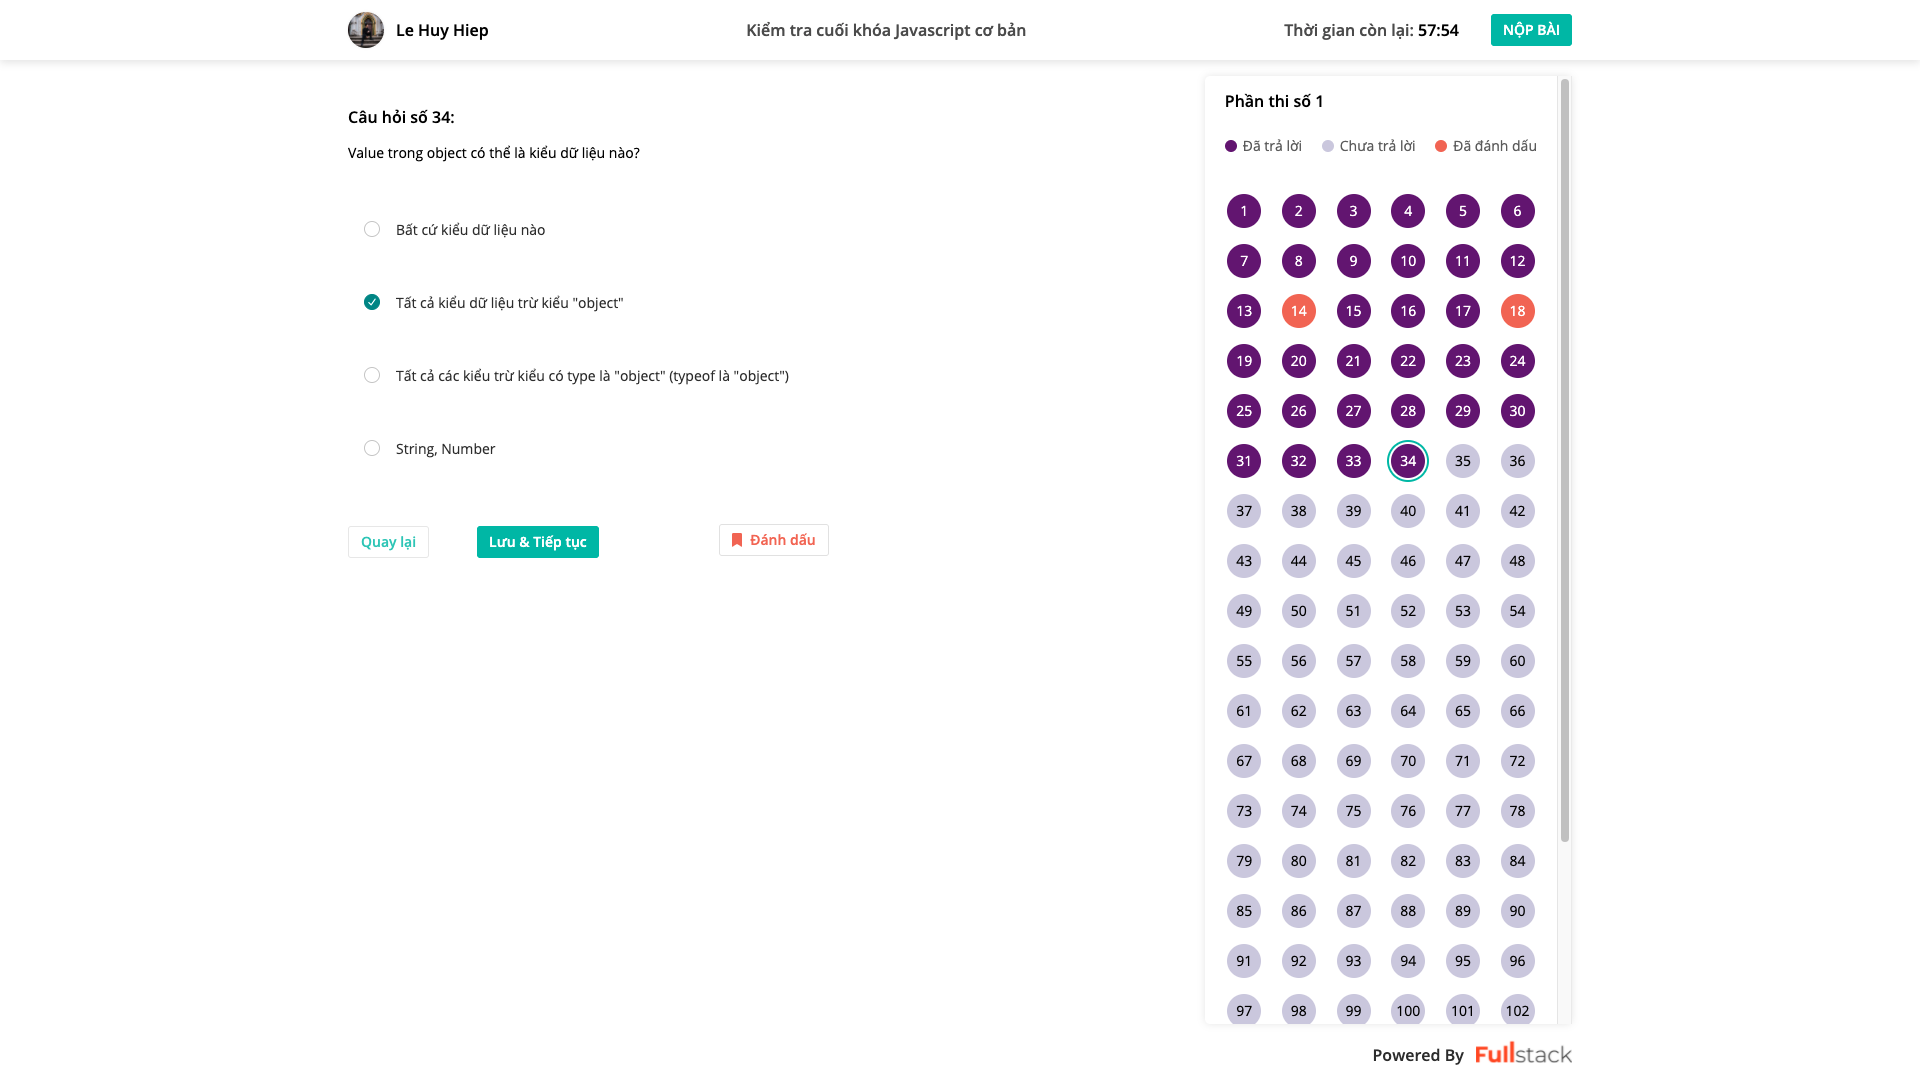 Le Huy Hiep
Kiểm tra cuối khóa Javascript cơ bản
Thời gian còn lại: 57:54
NỘP BÀI
Câu hỏi số 34:
Value trong object có thể là kiểu dữ liệu nào?
Bất cứ kiểu dữ liệu nào
Tất cả kiểu dữ liệu trừ kiểu "object"
Tất cả các kiểu trừ kiểu có type là "object" (typeof là "object")
String, Number
Quay lại
Lưu & Tiếp tục
Đánh dấu
Phần thi số 1
Đã trả lời Chưa trả lời Đã đánh dấu
1 2 3 4 5 6
7 8 9 10 11 12
13 14 15 16 17 18
19 20 21 22 23 24
25 26 27 28 29 30
31 32 33 34 35 36
37 38 39 40 41 42
43 44 45 46 47 48
49 50 51 52 53 54
55 56 57 58 59 60
61 62 63 64 65 66
67 68 69 70 71 72
73 74 75 76 77 78
79 80 81 82 83 84
85 86 87 88 89 90
91 92 93 94 95 96
97 98 99 100 101 102
Powered By Fullstack